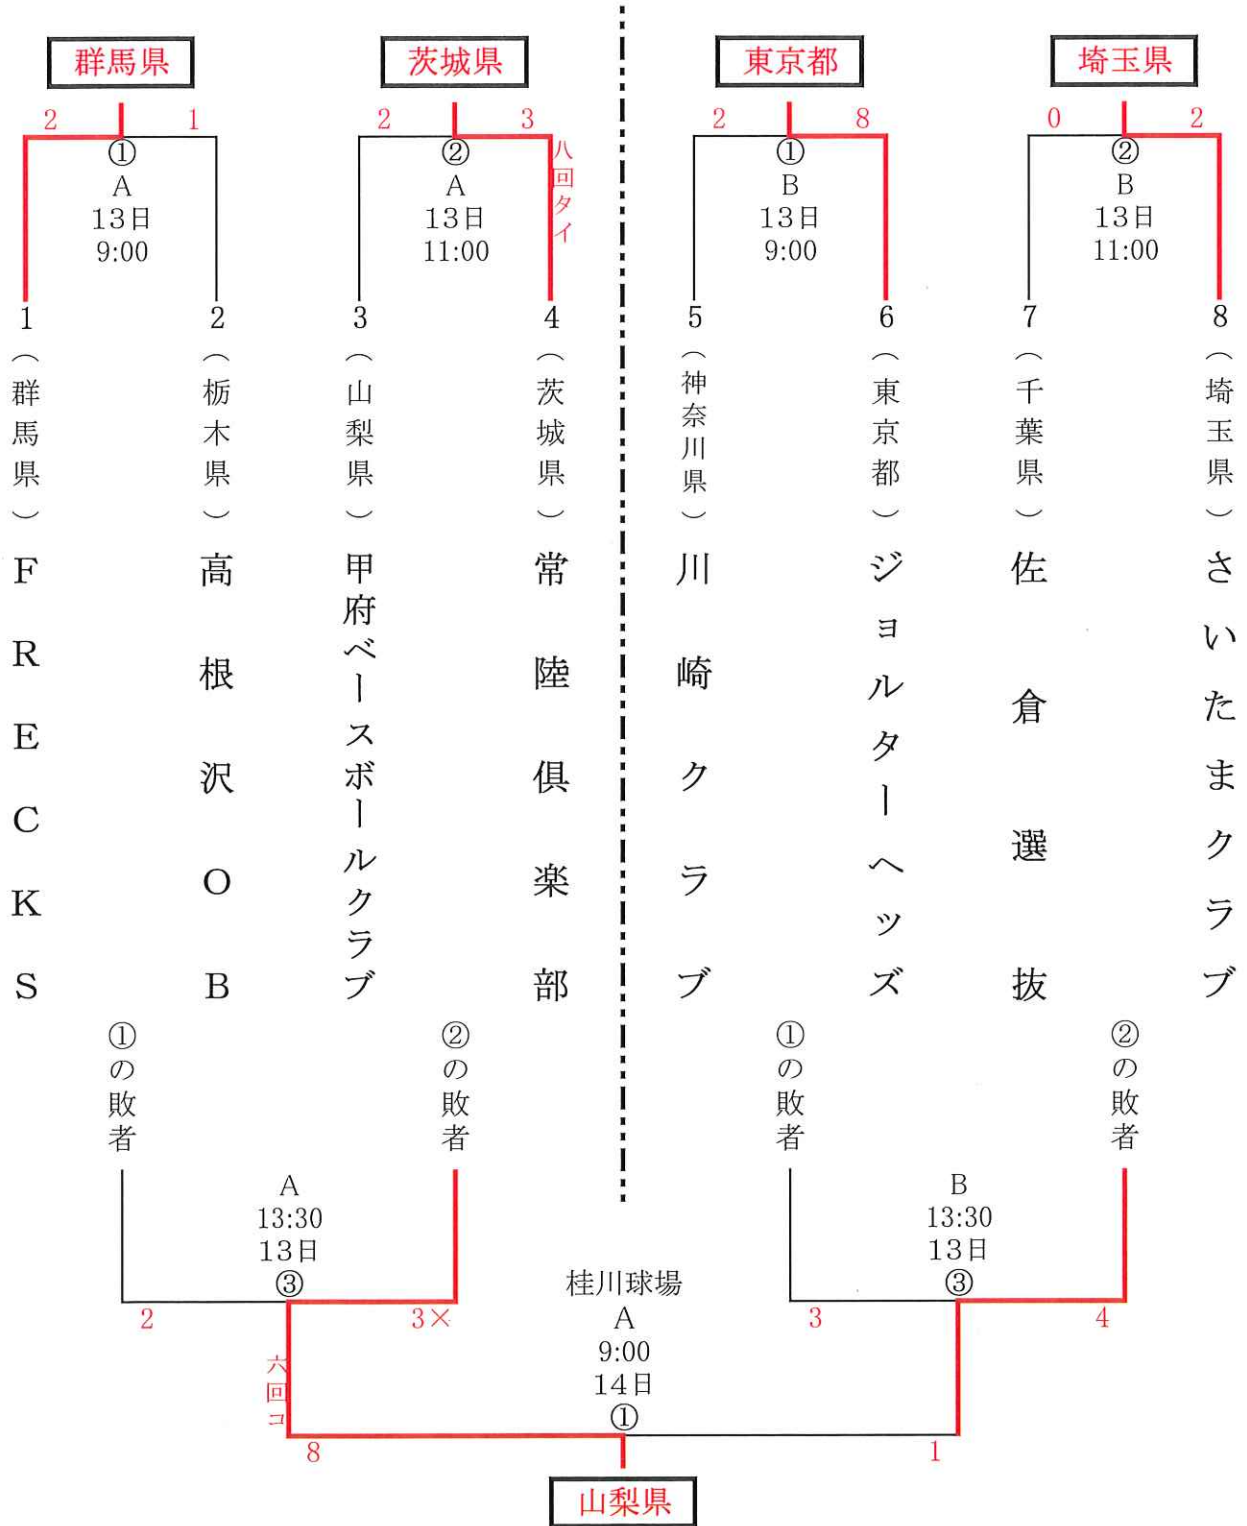 群馬県
茨城県
東京都
埼玉県
2 1
2 3
2 8
0 2
①
A
13日
9:00
②
A
13日
11:00
八回タイ
①
B
13日
9:00
②
B
13日
11:00
1
（群馬県）
FRECKS
2
（栃木県）
高根沢OB
3
（山梨県）
甲府ベースボールクラブ
4
（茨城県）
常陸倶楽部
5
（神奈川県）
川崎クラブ
6
（東京都）
ジョルターヘッズ
7
（千葉県）
佐倉選抜
8
（埼玉県）
さいたまクラブ
①の敗者
②の敗者
①の敗者
②の敗者
A
13:30
13日
③
2 3×
B
13:30
13日
③
3 4
桂川球場
A
9:00
14日
①
六回コ
8 1
山梨県